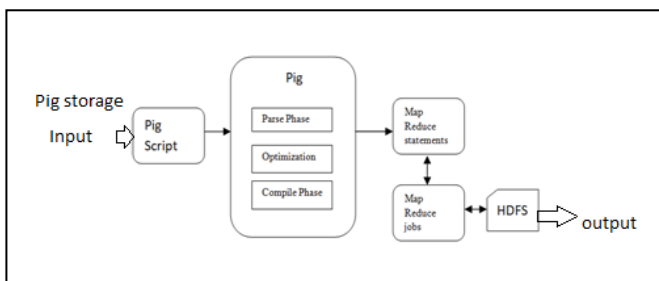 Pig storage
Input
Pig
Script
Pig
Parse Phase
Optimization
Compile Phase
Map
Reduce
statements
Map
Reduce
jobs
HDFS
output